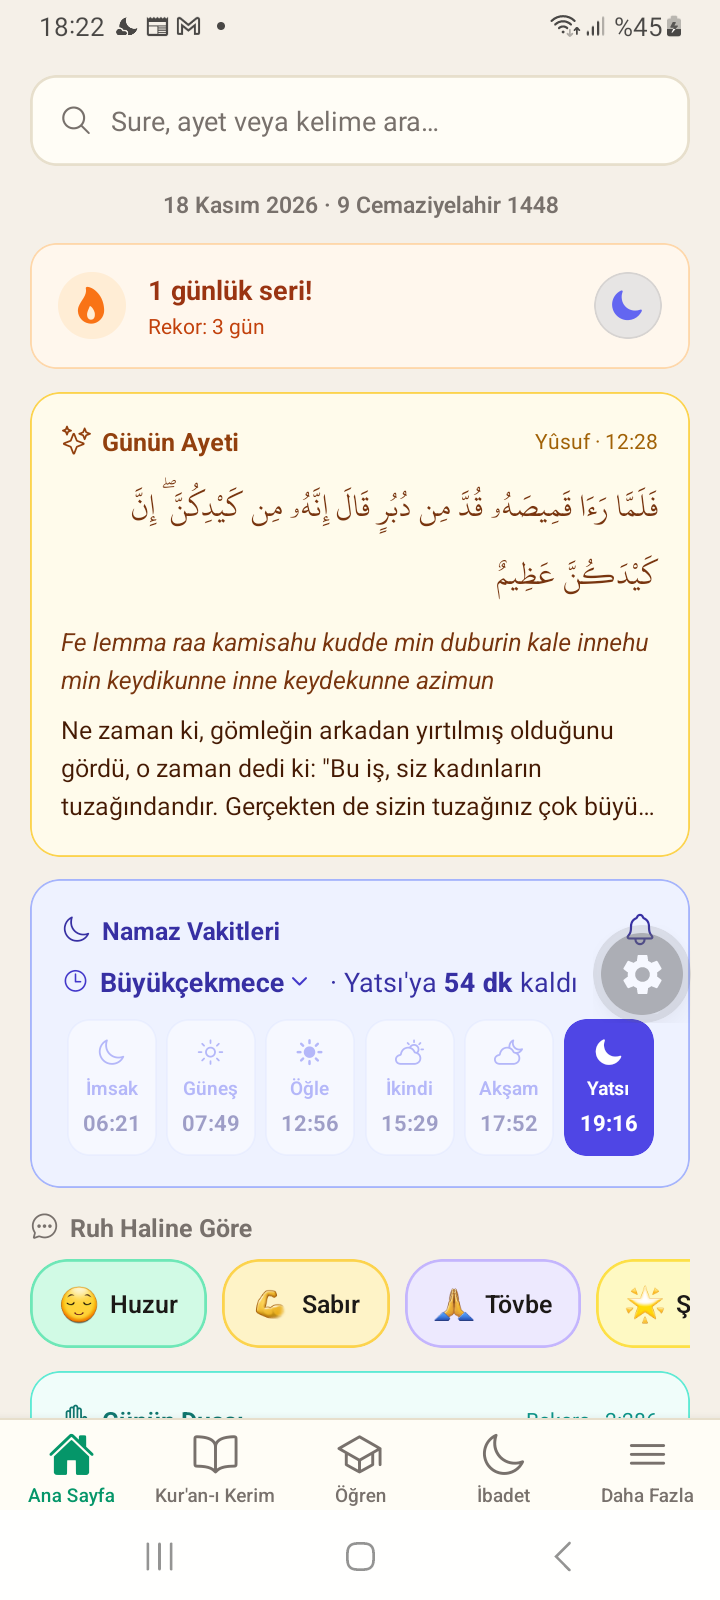 18:22
%45
Sure, ayet veya kelime ara...
18 Kasım 2026 · 9 Cemaziyelahir 1448
1 günlük seri!
Rekor: 3 gün
Günün Ayeti
Yûsuf · 12:28
فَلَمَّا رَءَا قَمِيصَهُۥ قُدَّ مِن دُبُرٍ قَالَ إِنَّهُۥ مِن كَيْدِكُنَّ ۖ إِنَّ
كَيْدَكُنَّ عَظِيمٌ
Fe lemma raa kamisahu kudde min duburin kale innehu
min keydikunne inne keydekunne azimun
Ne zaman ki, gömleğin arkadan yırtılmış olduğunu
gördü, o zaman dedi ki: "Bu iş, siz kadınların
tuzağındandır. Gerçekten de sizin tuzağınız çok büyü...
Namaz Vakitleri
Büyükçekmece · Yatsı'ya 54 dk kaldı
İmsak Güneş Öğle İkindi Akşam Yatsı
06:21 07:49 12:56 15:29 17:52 19:16
Ruh Haline Göre
Huzur Sabır Tövbe Ş
Ana Sayfa Kur'an-ı Kerim Öğren İbadet Daha Fazla